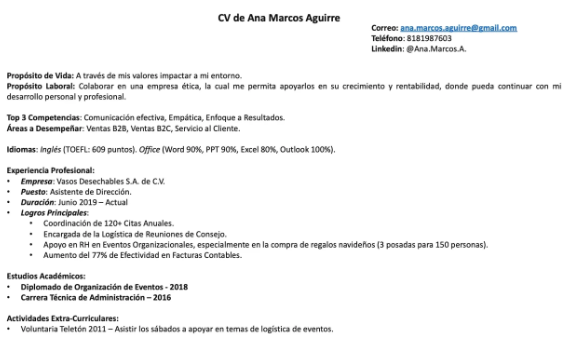 CV de Ana Marcos Aguirre
Correo: ana.marcos.aguirre@gmail.com
Teléfono: 8181987603
Linkedin: @Ana.Marcos.A.
Propósito de Vida: A través de mis valores impactar a mi entorno.
Propósito Laboral: Colaborar en una empresa ética, la cual me permita apoyarlos en su crecimiento y rentabilidad, donde pueda continuar con mi
desarrollo personal y profesional.
Top 3 Competencias: Comunicación efectiva, Empática, Enfoque a Resultados.
Áreas a Desempeñar: Ventas B2B, Ventas B2C, Servicio al Cliente.
Idiomas: Inglés (TOEFL: 609 puntos). Office (Word 90%, PPT 90%, Excel 80%, Outlook 100%).
Experiencia Profesional:
• Empresa: Vasos Desechables S.A. de C.V.
• Puesto: Asistente de Dirección.
• Duración: Junio 2019 – Actual
• Logros Principales:
• Coordinación de 120+ Citas Anuales.
• Encargada de la Logística de Reuniones de Consejo.
• Apoyo en RH en Eventos Organizacionales, especialmente en la compra de regalos navideños (3 posadas para 150 personas).
• Aumento del 77% de Efectividad en Facturas Contables.
Estudios Académicos:
• Diplomado de Organización de Eventos - 2018
• Carrera Técnica de Administración – 2016
Actividades Extra-Curriculares:
• Voluntaria Teletón 2011 – Asistir los sábados a apoyar en temas de logística de eventos.